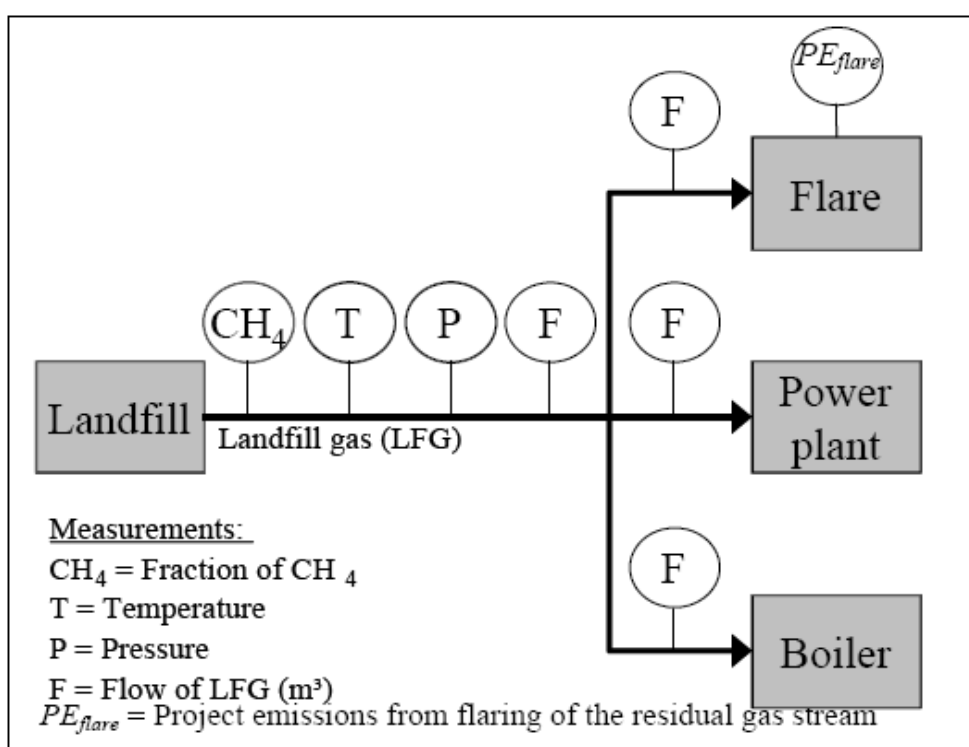 PE_flare
F
Flare
CH₄ T P F F
Landfill
Landfill gas (LFG)
Power
plant
F
Boiler
Measurements:
CH₄ = Fraction of CH ₄
T = Temperature
P = Pressure
F = Flow of LFG (m³)
PE_flare = Project emissions from flaring of the residual gas stream